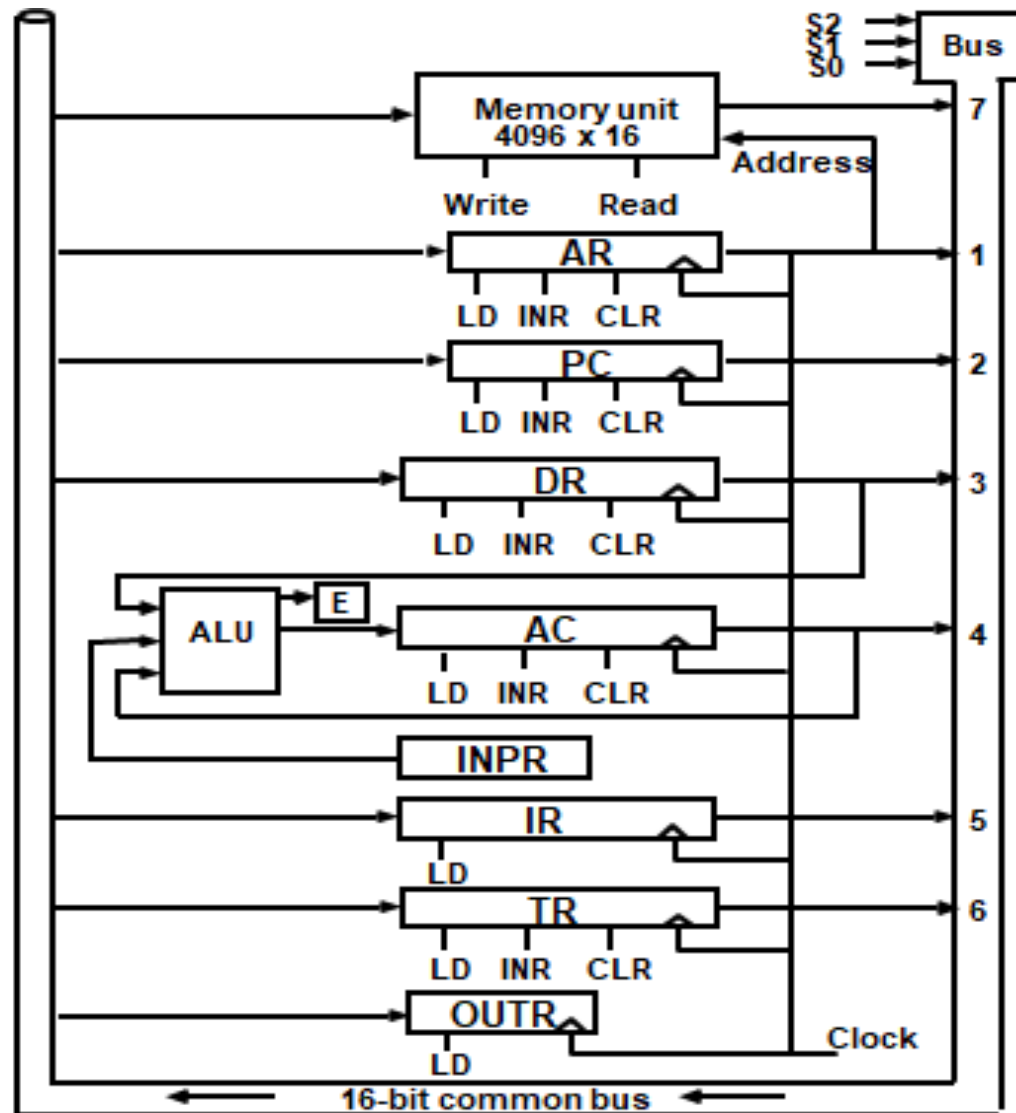 S2
S1
S0
Bus
Memory unit
4096 x 16
7
Address
Write Read
AR
1
LD INR CLR
PC
2
LD INR CLR
DR
3
LD INR CLR
E
ALU
AC
4
LD INR CLR
INPR
IR
5
LD
TR
6
LD INR CLR
OUTR
Clock
LD
16-bit common bus